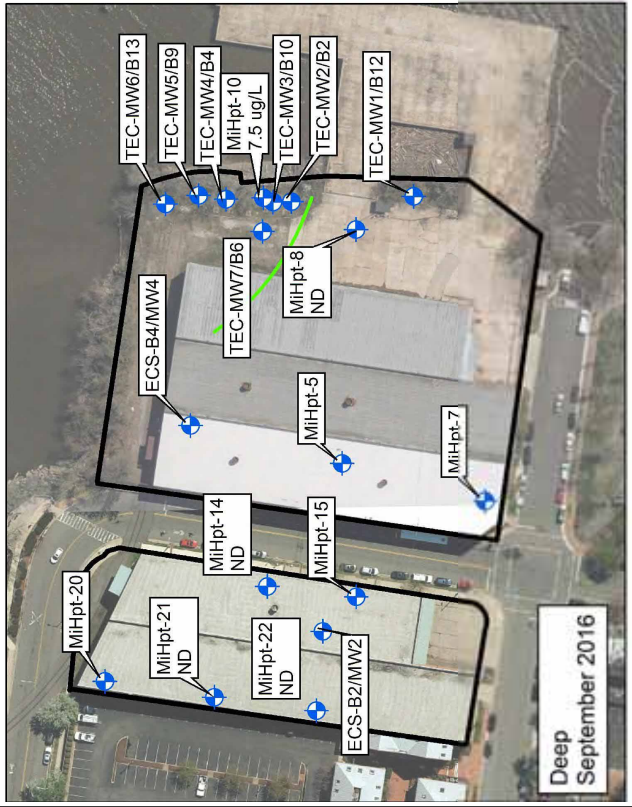 TEC-MW6/B13
TEC-MW5/B9
TEC-MW4/B4
MiHpt-10
7.5 ug/L
TEC-MW3/B10
TEC-MW2/B2
TEC-MW1/B12
TEC-MW7/B6
MiHpt-8
ND
ECS-B4/MW4
MiHpt-5
MiHpt-7
MiHpt-14
ND
MiHpt-15
MiHpt-20
MiHpt-21
ND
MiHpt-22
ND
ECS-B2/MW2
Deep
September 2016